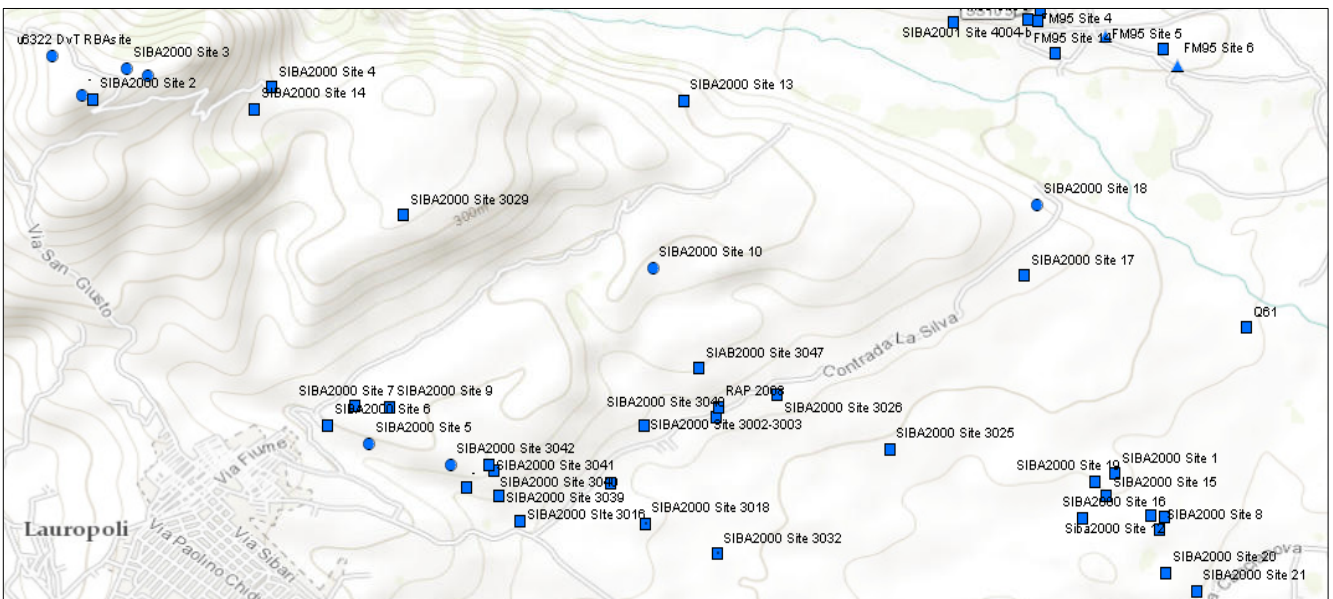 SIBA2001 Site 4004-b
FM95 Site 4
FM95 Site 14
FM95 Site 5
FM95 Site 6
u6322 DvT RBAsite
SIBA2000 Site 3
SIBA2000 Site 2
SIBA2000 Site 4
SIBA2000 Site 14
SIBA2000 Site 13
SIBA2000 Site 3029
300m
SIBA2000 Site 18
Via San Giusto
SIBA2000 Site 10
SIBA2000 Site 17
Q61
Contrada La Silva
SIAB2000 Site 3047
SIBA2000 Site 7
SIBA2000 Site 9
SIBA2000 Site 6
SIBA2000 Site 5
RAP 2003
SIBA2000 Site 3026
SIBA2000 Site 3002-3003
SIBA2000 Site 3025
Via Fiume
SIBA2000 Site 3042
SIBA2000 Site 3041
SIBA2000 Site 3040
SIBA2000 Site 3039
SIBA2000 SIte 3016
SIBA2000 Site 3018
SIBA2000 Site 3032
SIBA2000 Site 1
SIBA2000 Site 19
SIBA2000 Site 15
SIBA2000 Site 16
SIBA2000 Site 8
Siba2000 Site 12
SIBA2000 Site 20
SIBA2000 Site 21
Lauropoli
Via Sibari
Via Paolino Chid